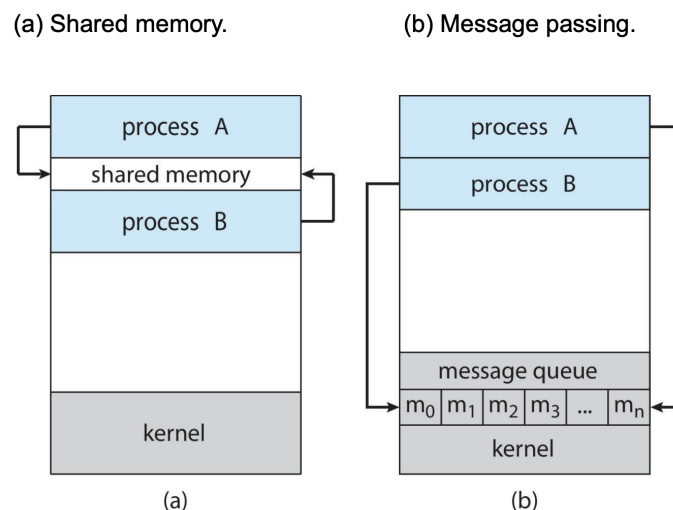 (a) Shared memory.
(b) Message passing.
process A
shared memory
process B
kernel
(a)
process A
process B
message queue
m0 m1 m2 m3 ... mn
kernel
(b)